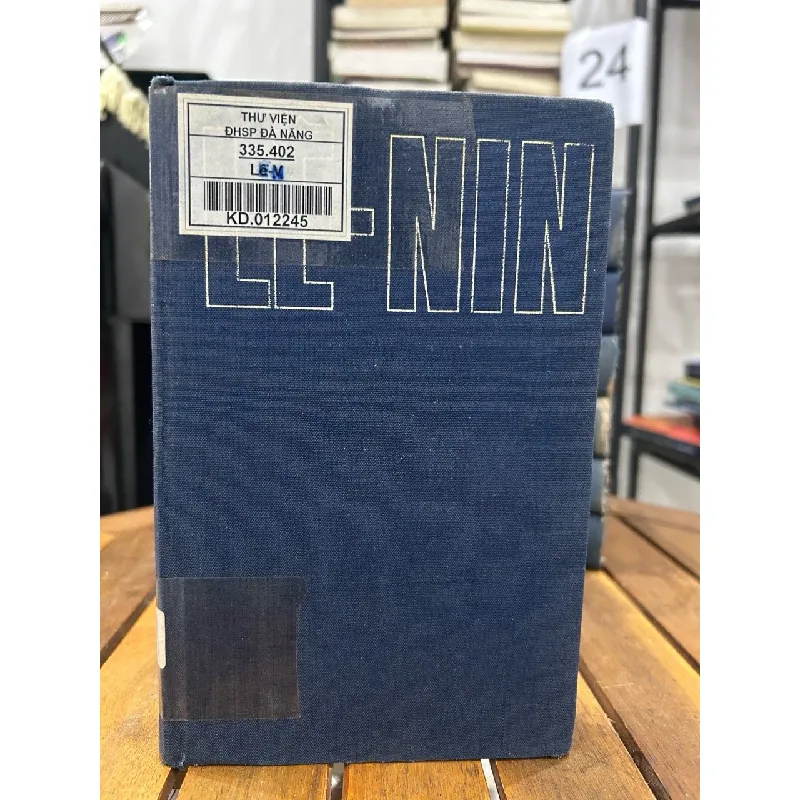 THƯ VIỆN
ĐHSP ĐÀ NẴNG
335.402
KD.012245
LÊ-NIN
24